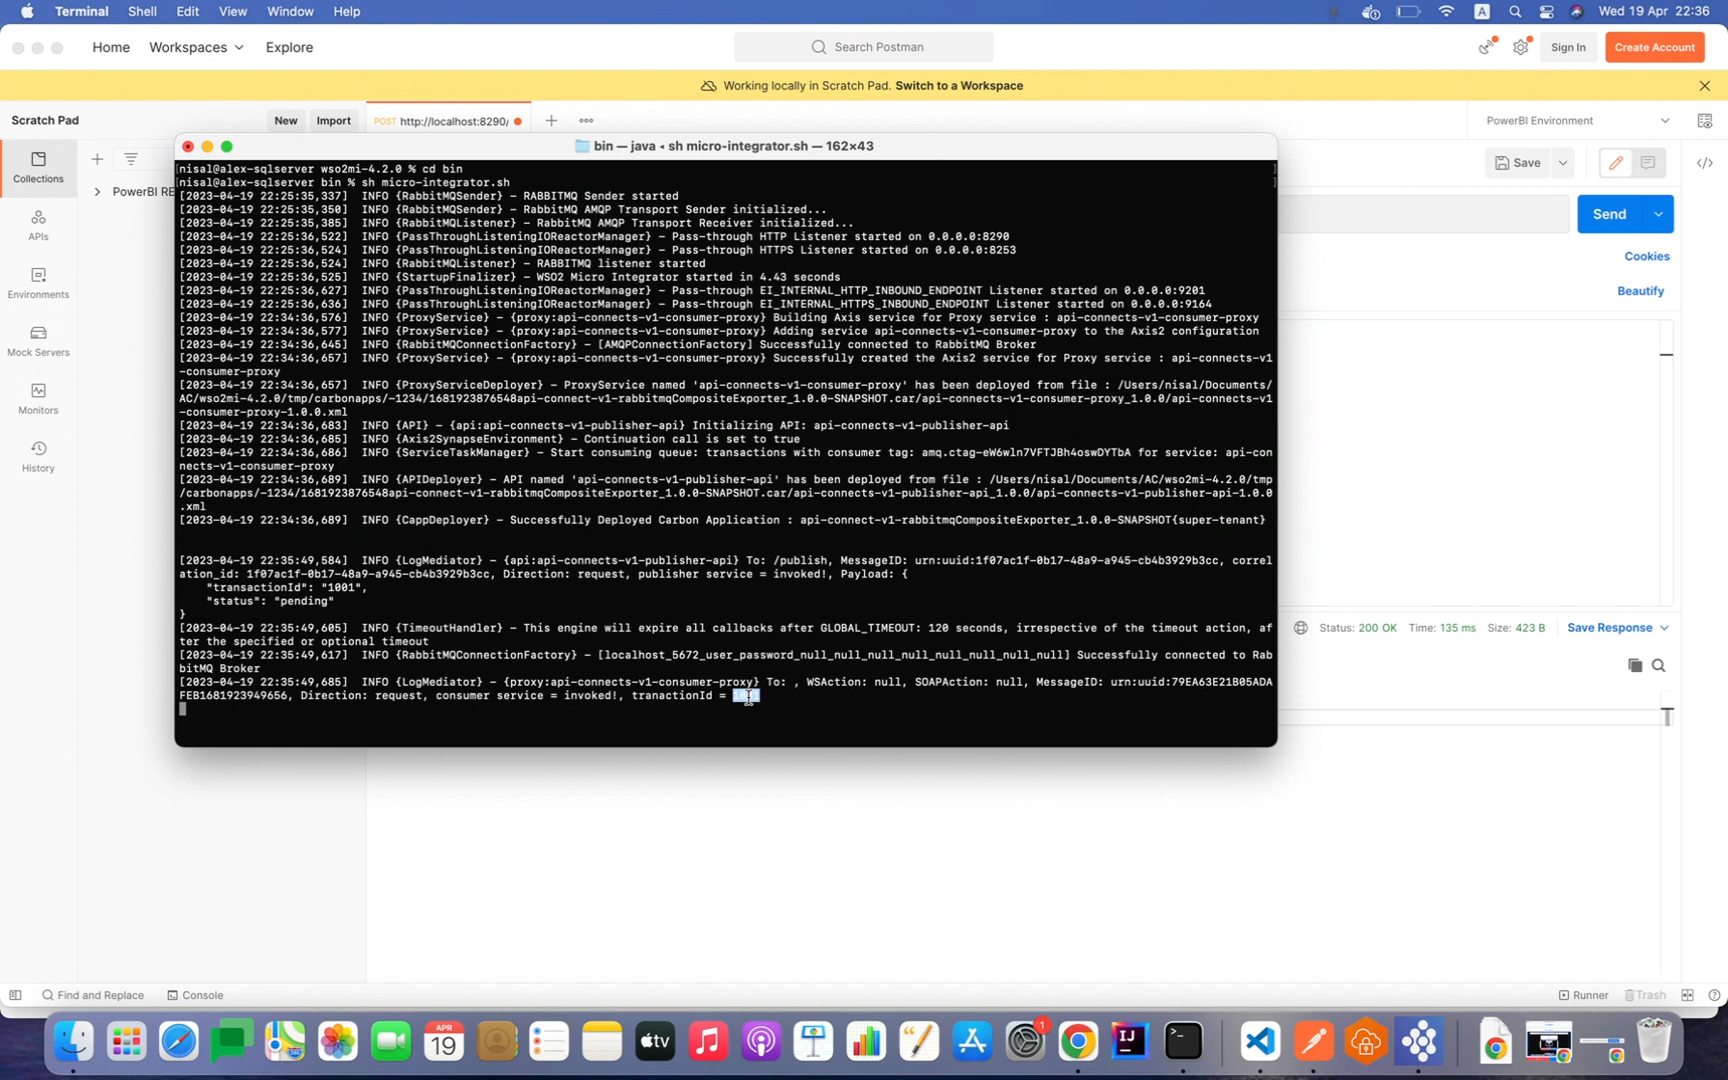 Terminal Shell Edit View Window Help A Wed 19 Apr 22:36
Home Workspaces Explore Search Postman Sign In Create Account
Working locally in Scratch Pad. Switch to a Workspace
Scratch Pad New Import POST http://localhost:8290/ PowerBI Environment
bin — java ◂ sh micro-integrator.sh — 162×43
Collections
PowerBI RE
Save
Send
Cookies
Beautify
APIs
Environments
Mock Servers
Monitors
History
[nisal@alex-sqlserver wso2mi-4.2.0 % cd bin ]
[nisal@alex-sqlserver bin % sh micro-integrator.sh ]
[2023-04-19 22:25:35,337] INFO {RabbitMQSender} - RABBITMQ Sender started
[2023-04-19 22:25:35,350] INFO {RabbitMQSender} - RabbitMQ AMQP Transport Sender initialized...
[2023-04-19 22:25:35,385] INFO {RabbitMQListener} - RabbitMQ AMQP Transport Receiver initialized...
[2023-04-19 22:25:36,522] INFO {PassThroughListeningIOReactorManager} - Pass-through HTTP Listener started on 0.0.0.0:8290
[2023-04-19 22:25:36,524] INFO {PassThroughListeningIOReactorManager} - Pass-through HTTPS Listener started on 0.0.0.0:8253
[2023-04-19 22:25:36,524] INFO {RabbitMQListener} - RABBITMQ listener started
[2023-04-19 22:25:36,525] INFO {StartupFinalizer} - WSO2 Micro Integrator started in 4.43 seconds
[2023-04-19 22:25:36,627] INFO {PassThroughListeningIOReactorManager} - Pass-through EI_INTERNAL_HTTP_INBOUND_ENDPOINT Listener started on 0.0.0.0:9201
[2023-04-19 22:25:36,636] INFO {PassThroughListeningIOReactorManager} - Pass-through EI_INTERNAL_HTTPS_INBOUND_ENDPOINT Listener started on 0.0.0.0:9164
[2023-04-19 22:34:36,576] INFO {ProxyService} - {proxy:api-connects-v1-consumer-proxy} Building Axis service for Proxy service : api-connects-v1-consumer-proxy
[2023-04-19 22:34:36,577] INFO {ProxyService} - {proxy:api-connects-v1-consumer-proxy} Adding service api-connects-v1-consumer-proxy to the Axis2 configuration
[2023-04-19 22:34:36,645] INFO {RabbitMQConnectionFactory} - [AMQPConnectionFactory] Successfully connected to RabbitMQ Broker
[2023-04-19 22:34:36,657] INFO {ProxyService} - {proxy:api-connects-v1-consumer-proxy} Successfully created the Axis2 service for Proxy service : api-connects-v1
-consumer-proxy
[2023-04-19 22:34:36,657] INFO {ProxyServiceDeployer} - ProxyService named 'api-connects-v1-consumer-proxy' has been deployed from file : /Users/nisal/Documents/
AC/wso2mi-4.2.0/tmp/carbonapps/-1234/1681923876548api-connect-v1-rabbitmqCompositeExporter_1.0.0-SNAPSHOT.car/api-connects-v1-consumer-proxy_1.0.0/api-connects-v1
-consumer-proxy-1.0.0.xml
[2023-04-19 22:34:36,683] INFO {API} - {api:api-connects-v1-publisher-api} Initializing API: api-connects-v1-publisher-api
[2023-04-19 22:34:36,685] INFO {Axis2SynapseEnvironment} - Continuation call is set to true
[2023-04-19 22:34:36,686] INFO {ServiceTaskManager} - Start consuming queue: transactions with consumer tag: amq.ctag-eW6wln7VFTJBh4oswDYTbA for service: api-con
nects-v1-consumer-proxy
[2023-04-19 22:34:36,689] INFO {APIDeployer} - API named 'api-connects-v1-publisher-api' has been deployed from file : /Users/nisal/Documents/AC/wso2mi-4.2.0/tmp
/carbonapps/-1234/1681923876548api-connect-v1-rabbitmqCompositeExporter_1.0.0-SNAPSHOT.car/api-connects-v1-publisher-api_1.0.0/api-connects-v1-publisher-api-1.0.0
.xml
[2023-04-19 22:34:36,689] INFO {CappDeployer} - Successfully Deployed Carbon Application : api-connect-v1-rabbitmqCompositeExporter_1.0.0-SNAPSHOT{super-tenant}
[2023-04-19 22:35:49,584] INFO {LogMediator} - {api:api-connects-v1-publisher-api} To: /publish, MessageID: urn:uuid:1f07ac1f-0b17-48a9-a945-cb4b3929b3cc, correl
ation_id: 1f07ac1f-0b17-48a9-a945-cb4b3929b3cc, Direction: request, publisher service = invoked!, Payload: {
"transactionId": "1001",
"status": "pending"
}
[2023-04-19 22:35:49,605] INFO {TimeoutHandler} - This engine will expire all callbacks after GLOBAL_TIMEOUT: 120 seconds, irrespective of the timeout action, af
ter the specified or optional timeout
[2023-04-19 22:35:49,617] INFO {RabbitMQConnectionFactory} - [localhost_5672_user_password_null_null_null_null_null_null_null_null] Successfully connected to Rab
bitMQ Broker
[2023-04-19 22:35:49,685] INFO {LogMediator} - {proxy:api-connects-v1-consumer-proxy} To: , WSAction: null, SOAPAction: null, MessageID: urn:uuid:79EA63E21B05ADA
FEB1681923949656, Direction: request, consumer service = invoked!, tranactionId =
Status: 200 OK Time: 135 ms Size: 423 B Save Response
Find and Replace Console Runner Trash
APR
19
tv
1
IJ